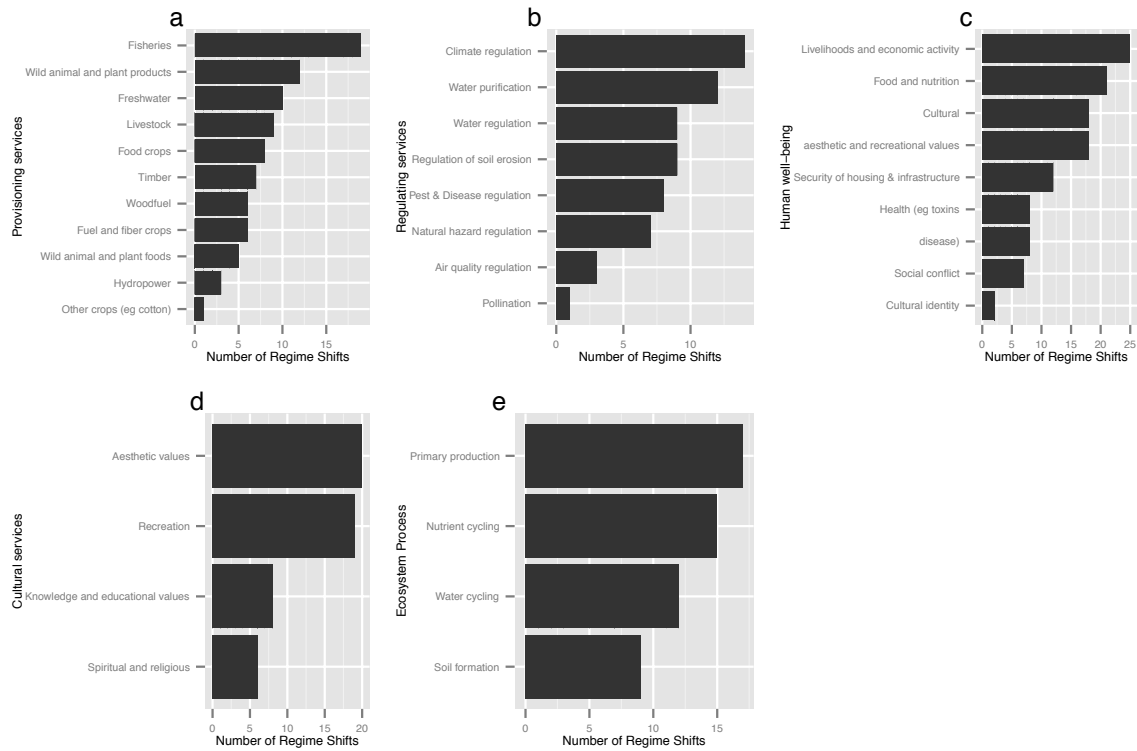 a
Provisioning services
Fisheries
Wild animal and plant products
Freshwater
Livestock
Food crops
Timber
Woodfuel
Fuel and fiber crops
Wild animal and plant foods
Hydropower
Other crops (eg cotton)
0 5 10 15
Number of Regime Shifts
b
Regulating services
Climate regulation
Water purification
Water regulation
Regulation of soil erosion
Pest & Disease regulation
Natural hazard regulation
Air quality regulation
Pollination
0 5 10
Number of Regime Shifts
c
Human well-being
Livelihoods and economic activity
Food and nutrition
Cultural
aesthetic and recreational values
Security of housing & infrastructure
Health (eg toxins
disease)
Social conflict
Cultural identity
0 5 10 15 20 25
Number of Regime Shifts
d
Cultural services
Aesthetic values
Recreation
Knowledge and educational values
Spiritual and religious
0 5 10 15 20
Number of Regime Shifts
e
Ecosystem Process
Primary production
Nutrient cycling
Water cycling
Soil formation
0 5 10 15
Number of Regime Shifts